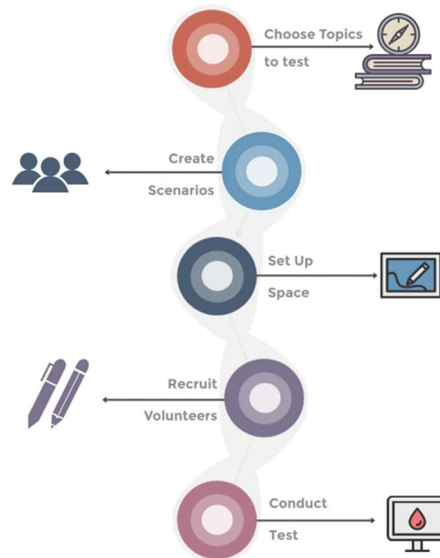 Choose Topics
to test
Create
Scenarios
Set Up
Space
Recruit
Volunteers
Conduct
Test